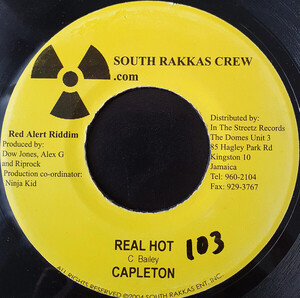 SOUTH RAKKAS CREW
.com
Red Alert Riddim
Produced by:
Dow Jones, Alex G
and Riprock
Production co-ordinator:
Ninja Kid
Distributed by:
In The Streetz Records
The Domes Unit 3
85 Hagley Park Rd
Kingston 10
Jamaica
Tel: 960-2104
Fax: 929-3767
REAL HOT
103
C Bailey
CAPLETON
ALL RIGHTS RESERVED ©2004 SOUTH RAKKAS ENT, INC.